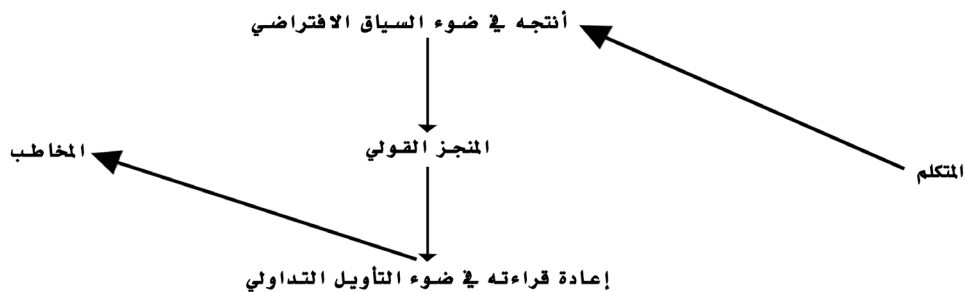 أنتجه في ضوء السياق الافتراضي
المنجز القولي
المخاطب
المتكلم
إعادة قراءته في ضوء التأويل التداولي